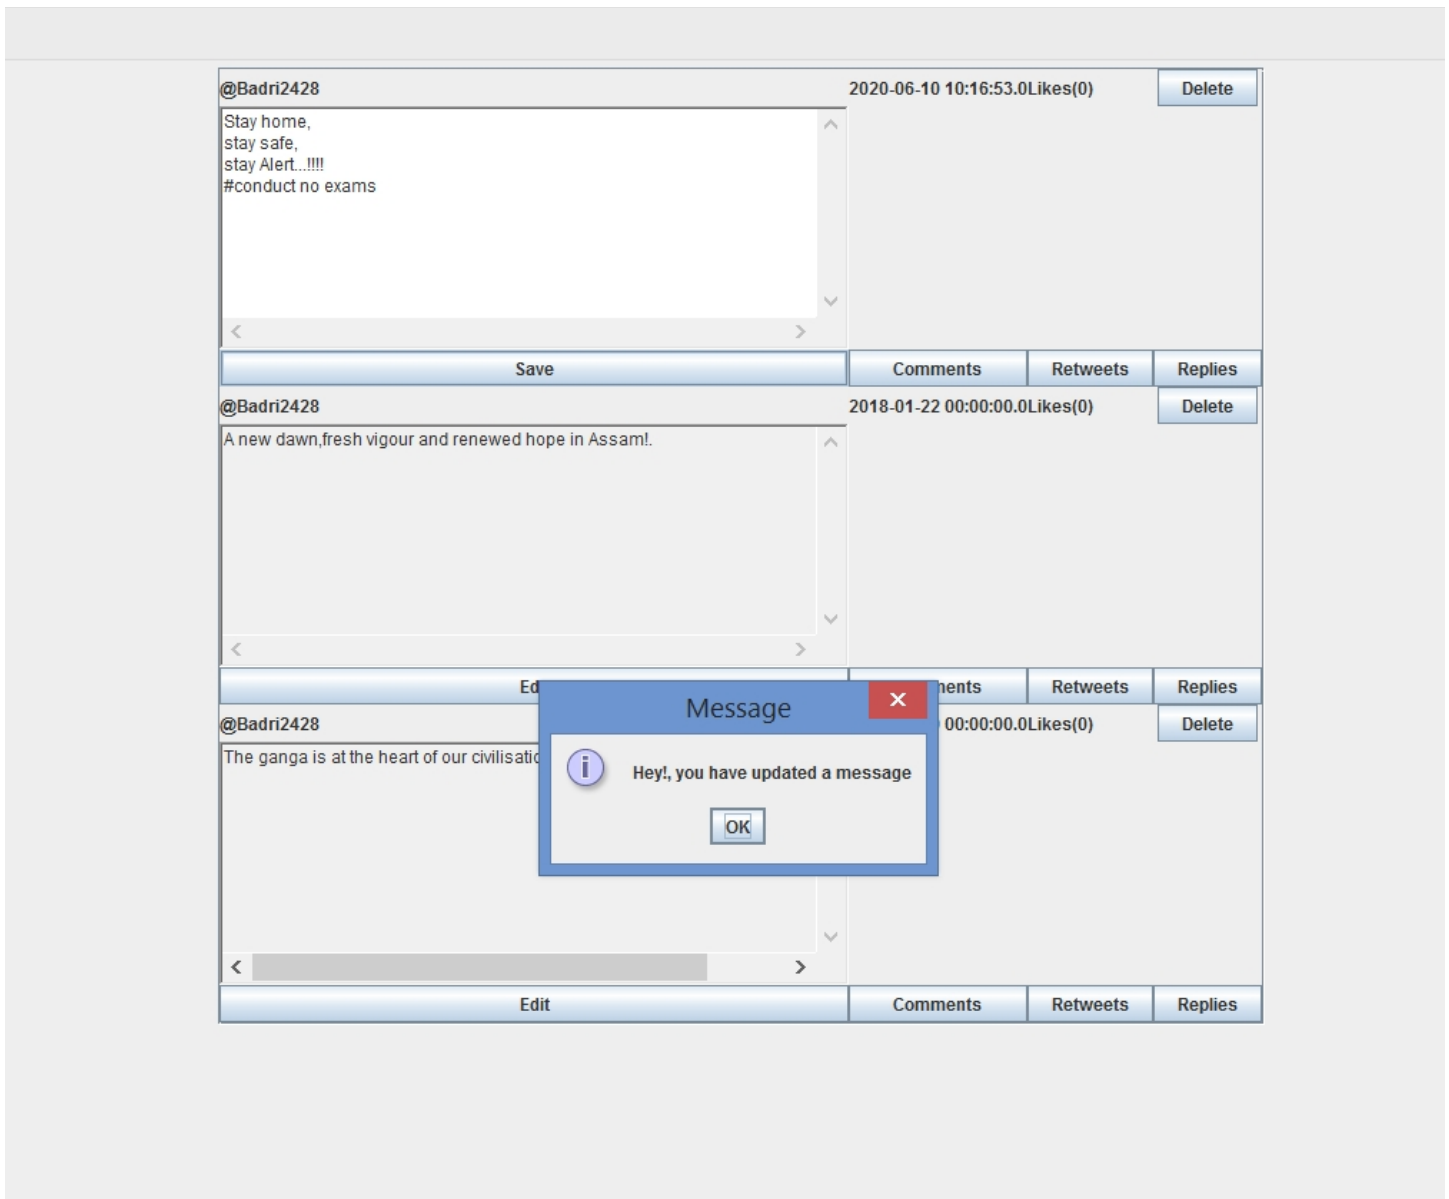 @Badri2428 2020-06-10 10:16:53.0Likes(0) Delete
Stay home,
stay safe,
stay Alert...!!!!
#conduct no exams
Save Comments Retweets Replies
@Badri2428 2018-01-22 00:00:00.0Likes(0) Delete
A new dawn,fresh vigour and renewed hope in Assam!.
Retweets Replies
Message
@Badri2428 00:00:00.0Likes(0) Delete
The ganga is at the heart of our
Hey!, you have updated a message
OK
Edit Comments Retweets Replies